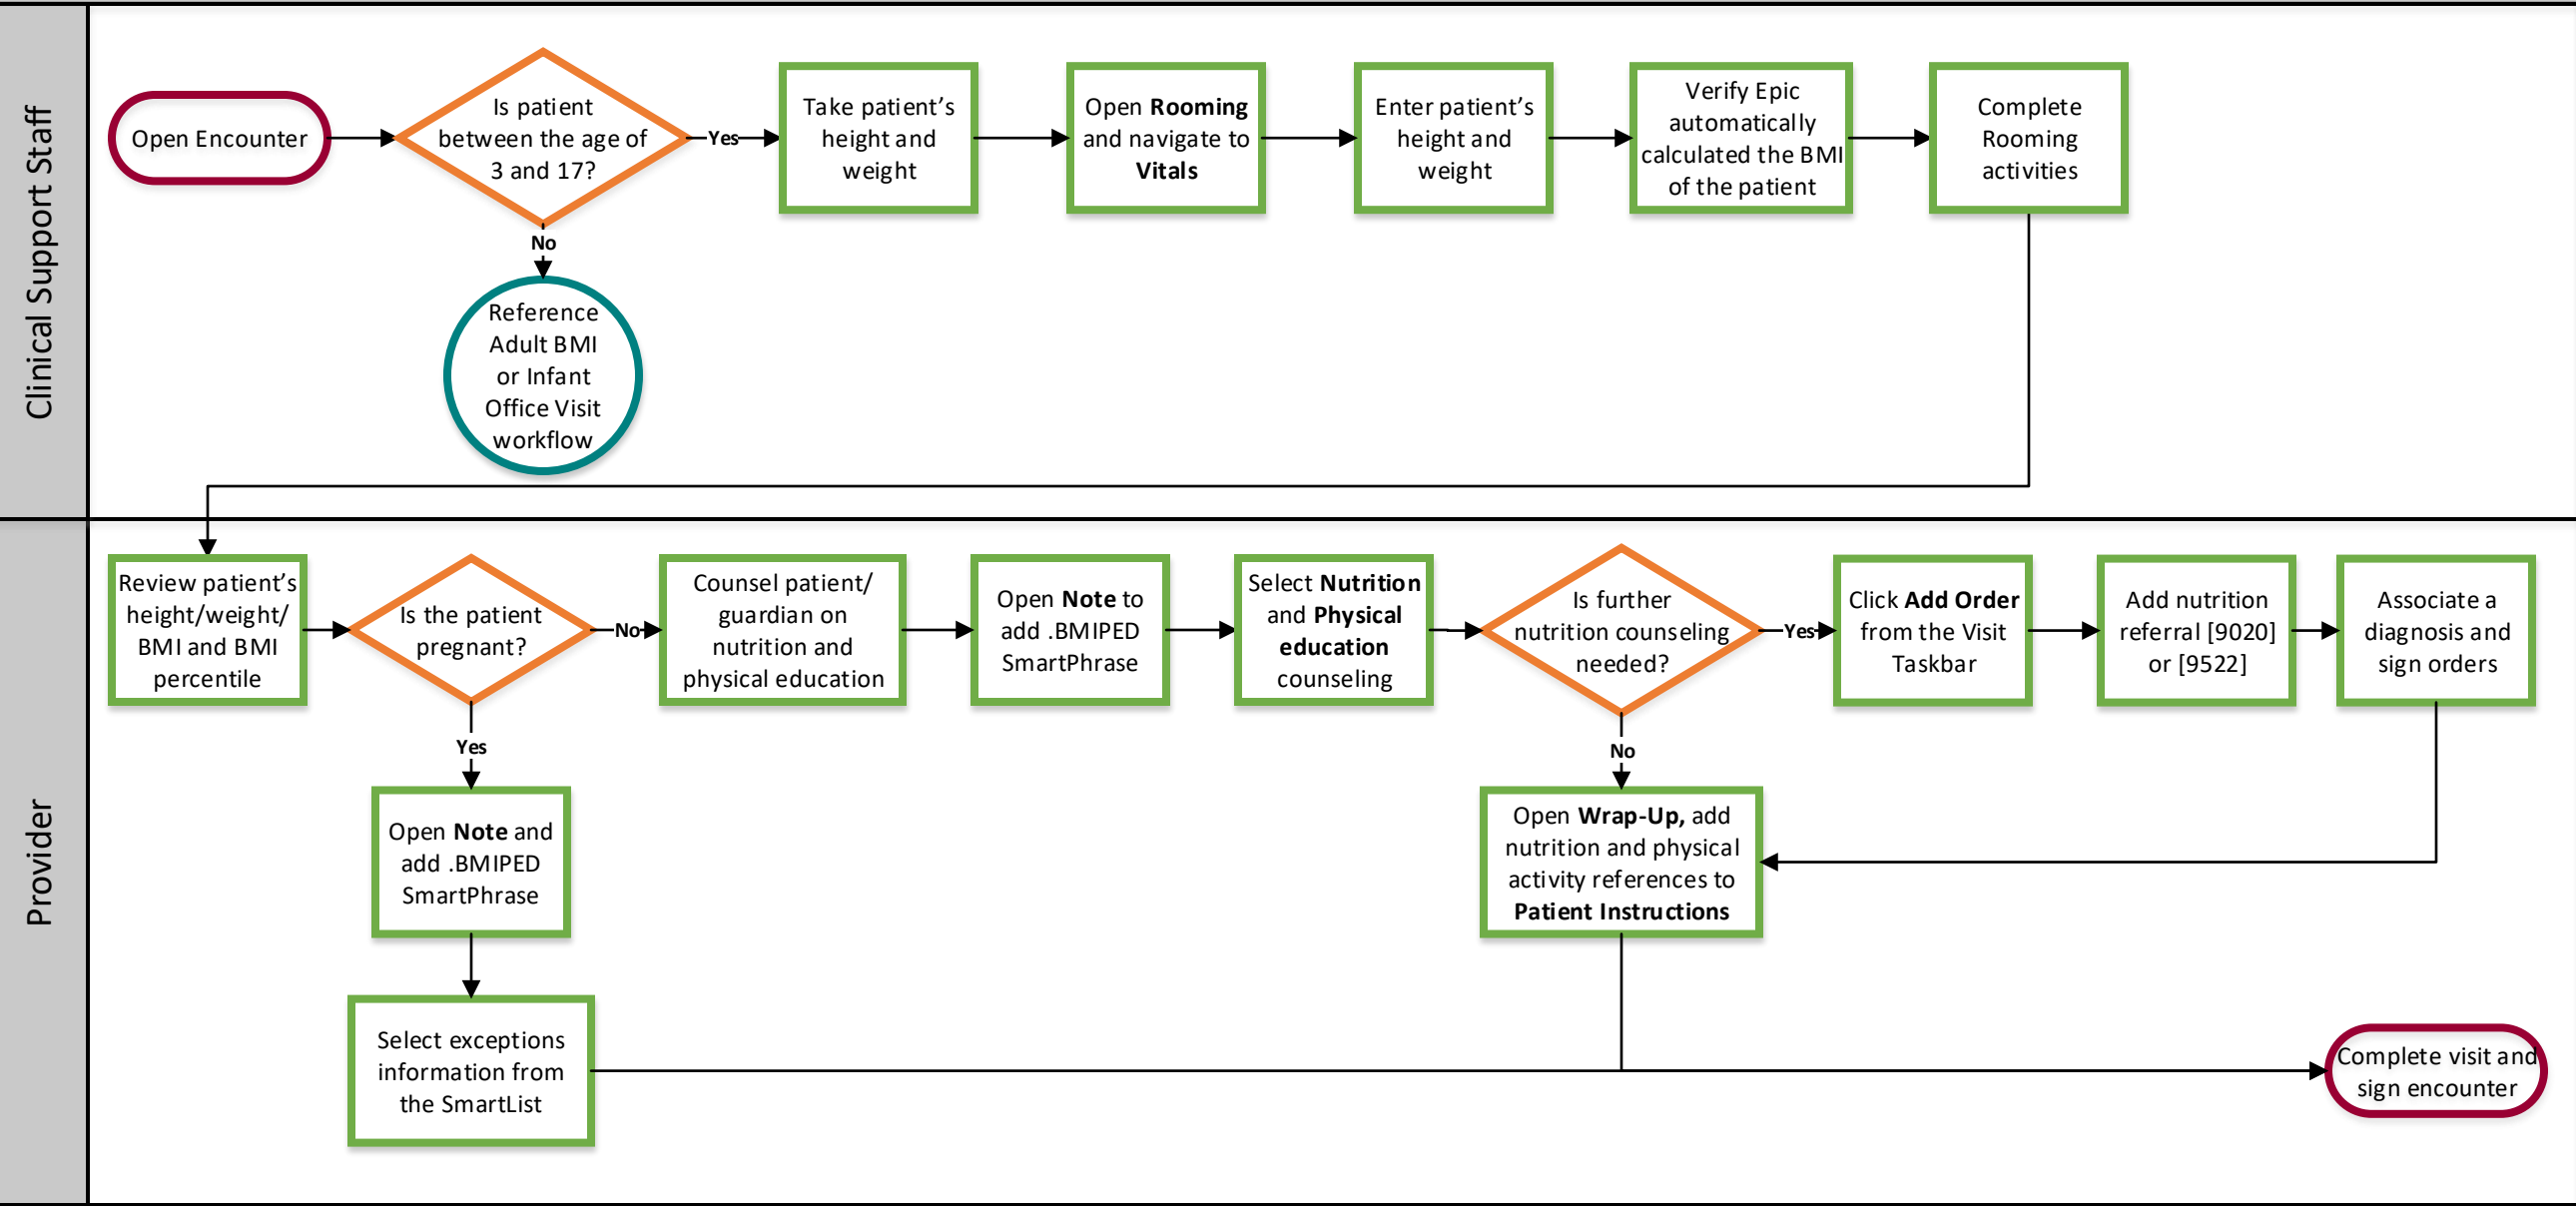 Clinical Support Staff
Open Encounter
Is patient
between the age of
3 and 17?
Yes
No
Reference
Adult BMI
or Infant
Office Visit
workflow
Take patient's
height and
weight
Open Rooming
and navigate to
Vitals
Enter patient's
height and
weight
Verify Epic
automatically
calculated the BMI
of the patient
Complete
Rooming
activities
Provider
Review patient's
height/weight/
BMI and BMI
percentile
Is the patient
pregnant?
No
Yes
Open Note and
add .BMIPED
SmartPhrase
Select exceptions
information from
the SmartList
Counsel patient/
guardian on
nutrition and
physical education
Open Note to
add .BMIPED
SmartPhrase
Select Nutrition
and Physical
education
counseling
Is further
nutrition counseling
needed?
Yes
No
Click Add Order
from the Visit
Taskbar
Add nutrition
referral [9020]
or [9522]
Associate a
diagnosis and
sign orders
Open Wrap-Up, add
nutrition and physical
activity references to
Patient Instructions
Complete visit and
sign encounter